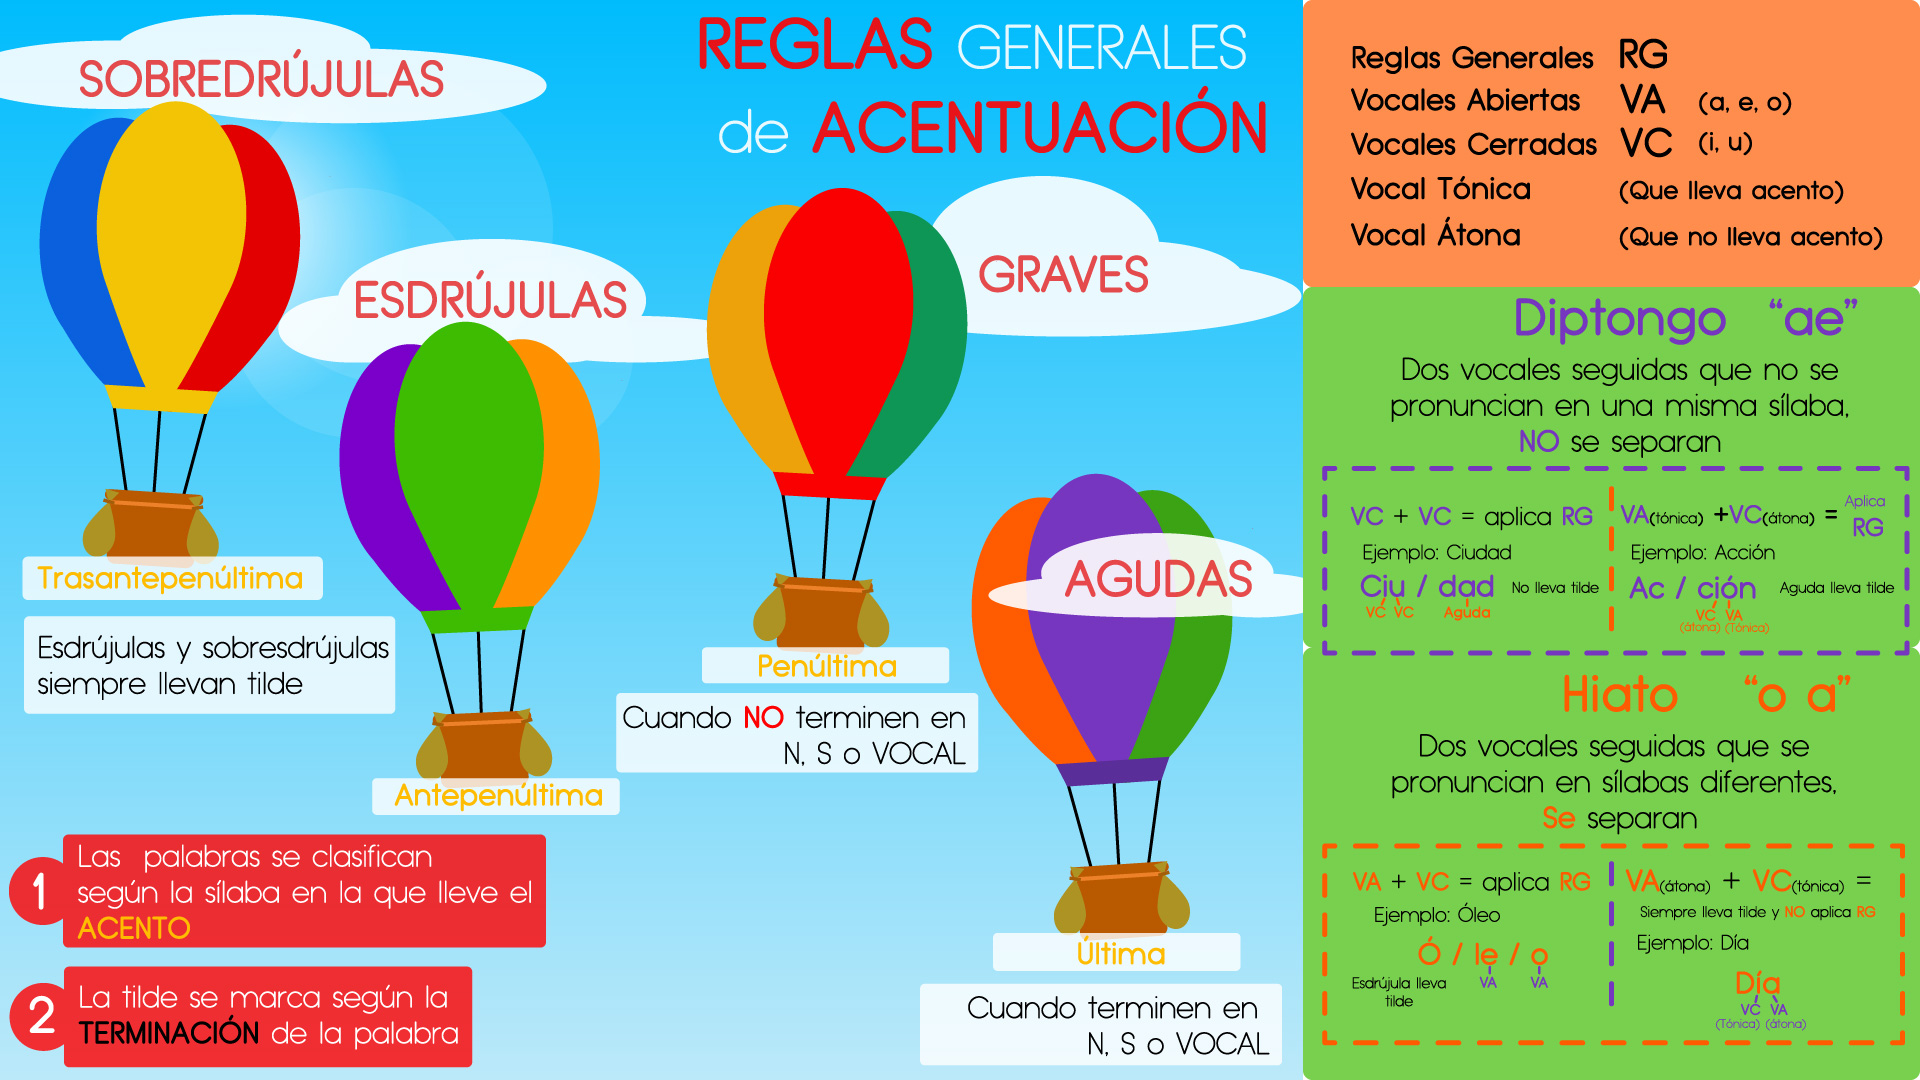 REGLAS GENERALES
de ACENTUACIÓN
SOBREDRÚJULAS
Trasantepenúltima
Esdrújulas y sobresdrújulas
siempre llevan tilde
ESDRÚJULAS
Antepenúltima
GRAVES
Penúltima
Cuando NO terminen en
N, S o VOCAL
AGUDAS
Última
Cuando terminen en
N, S o VOCAL
1
Las palabras se clasifican
según la sílaba en la que lleve el
ACENTO
2
La tilde se marca según la
TERMINACIÓN de la palabra
Reglas Generales RG
Vocales Abiertas VA (a, e, o)
Vocales Cerradas VC (i, u)
Vocal Tónica (Que lleva acento)
Vocal Átona (Que no lleva acento)
Diptongo “ae”
Dos vocales seguidas que no se
pronuncian en una misma sílaba,
NO se separan
VC + VC = aplica RG
Ejemplo: Ciudad
Ciu / dad No lleva tilde
VC VC Aguda
VA(tónica) +VC(átona) = Aplica RG
Ejemplo: Acción
Ac / ción Aguda lleva tilde
VC VA
(átona) (Tónica)
Hiato “o a”
Dos vocales seguidas que se
pronuncian en sílabas diferentes,
Se separan
VA + VC = aplica RG
Ejemplo: Óleo
Ó / le / o
Esdrújula lleva
tilde
VA VA
VA(átona) + VC(tónica) =
Siempre lleva tilde y NO aplica RG
Ejemplo: Día
Día
VC VA
(Tónica) (átona)